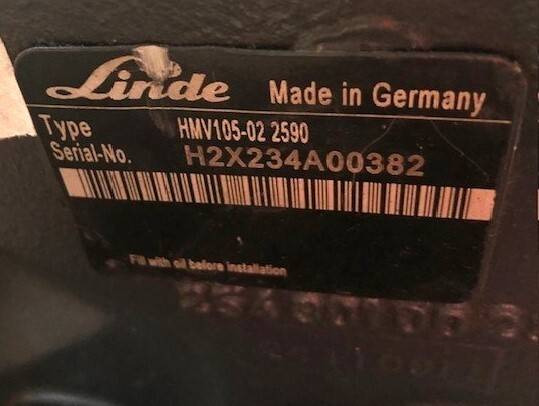 Linde Made in Germany
Type HMV105-02 2590
Serial-No. H2X234A00382
Fill with oil before installation